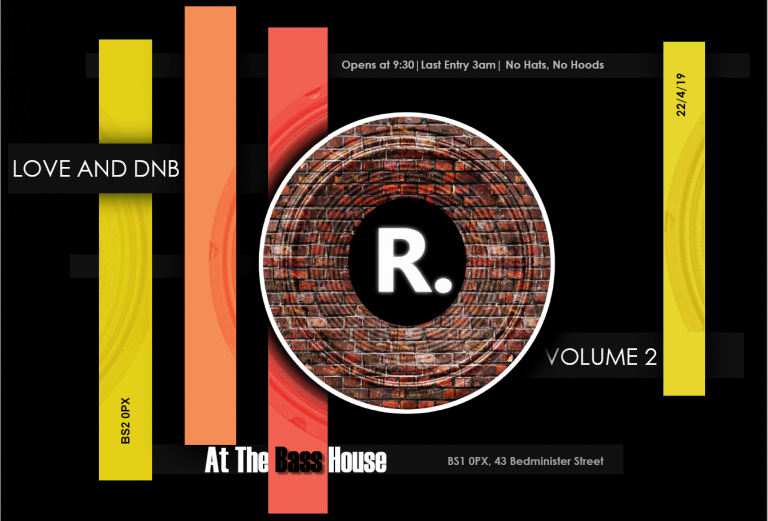 Opens at 9:30|Last Entry 3am| No Hats, No Hoods
22/4/19
LOVE AND DNB
R.
VOLUME 2
BS2 0PX
At The Bass House
BS1 0PX, 43 Bedminister Street